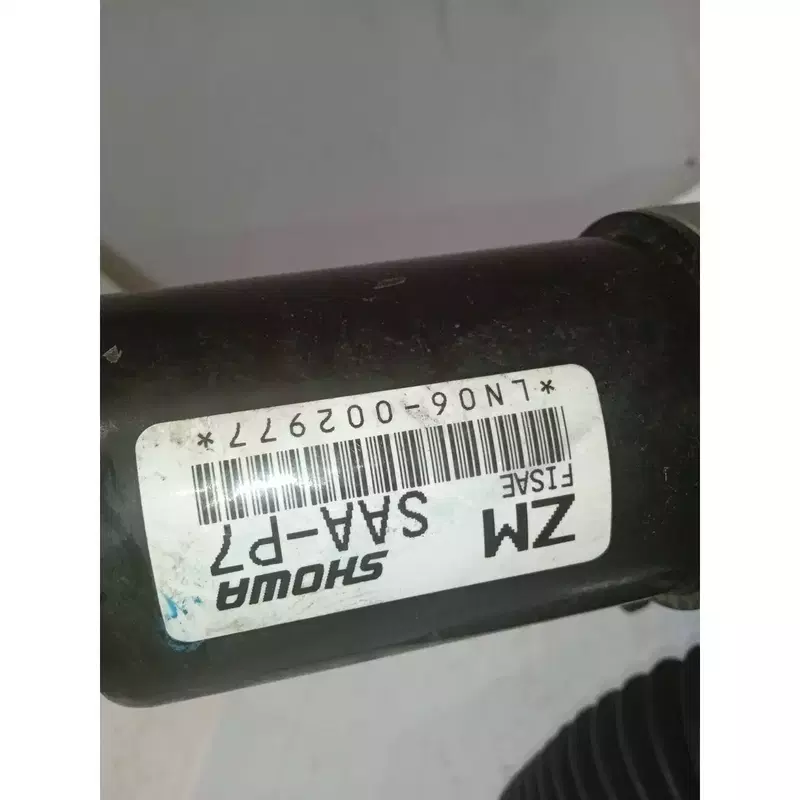 SHOWA
ZM SAA-P7
FISAE
*LN06-002977*